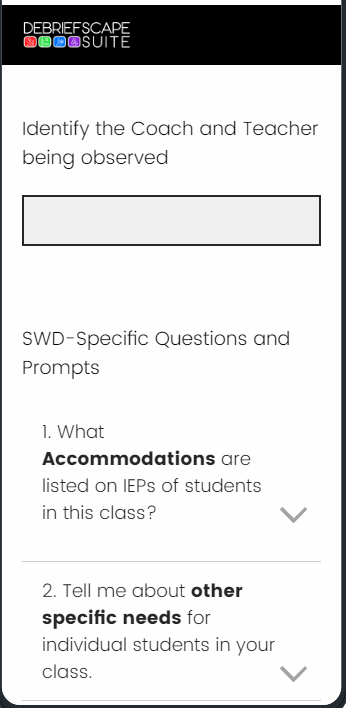 DEBRIEFSCAPE
SUITE
Identify the Coach and Teacher
being observed
SWD-Specific Questions and
Prompts
1. What
Accommodations are
listed on IEPs of students
in this class?
2. Tell me about other
specific needs for
individual students in your
class.